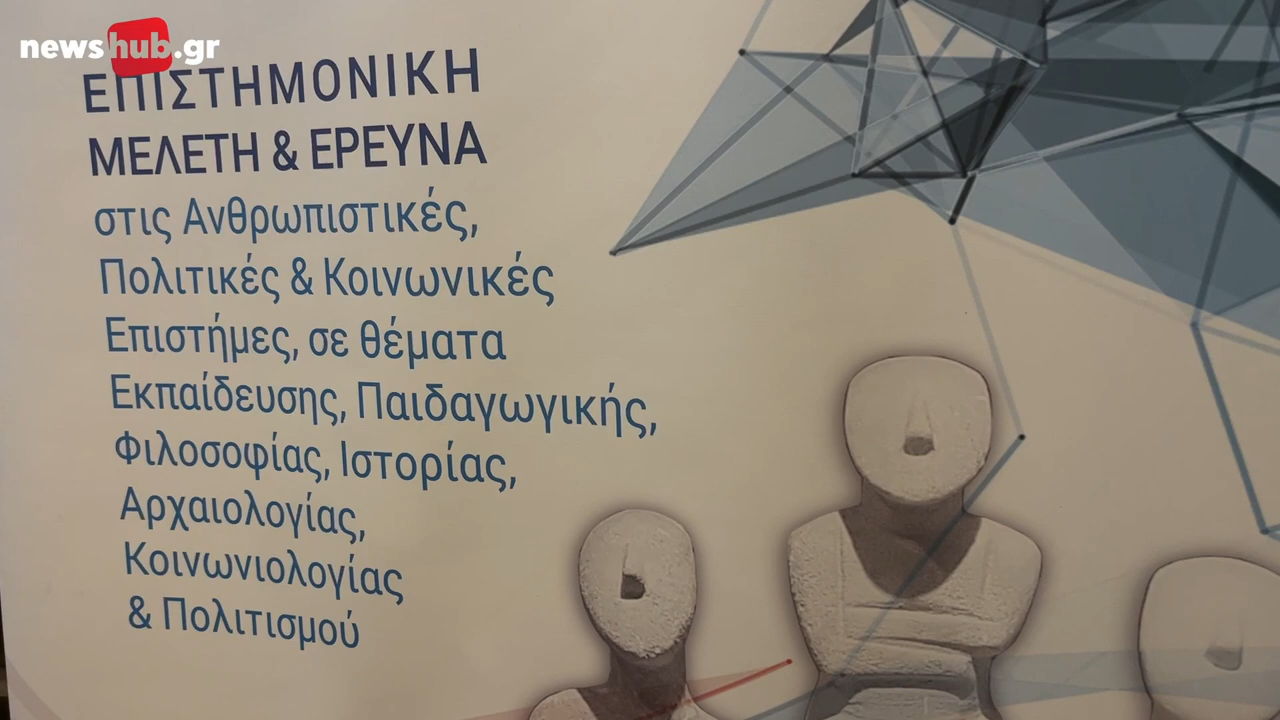 newshub.gr
ΕΠΙΣΤΗΜΟΝΙΚΗ
ΜΕΛΕΤΗ & ΕΡΕΥΝΑ
στις Ανθρωπιστικές,
Πολιτικές & Κοινωνικές
Επιστήμες, σε θέματα
Εκπαίδευσης, Παιδαγωγικής,
Φιλοσοφίας, Ιστορίας,
Αρχαιολογίας,
Κοινωνιολογίας
& Πολιτισμού